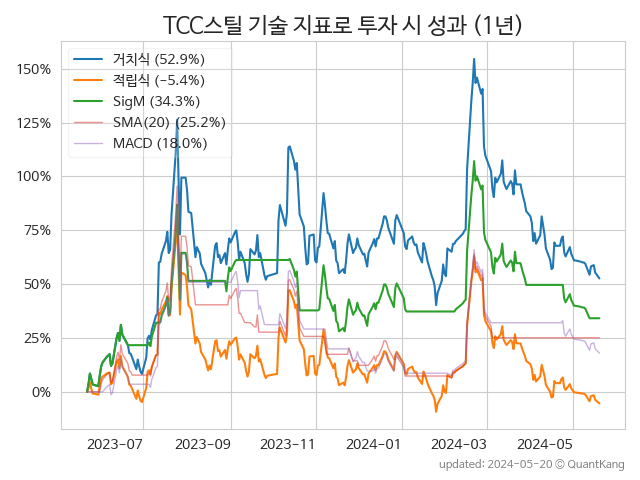 TCC스틸 기술 지표로 투자 시 성과 (1년)
거치식 (52.9%)
적립식 (-5.4%)
SigM (34.3%)
SMA(20) (25.2%)
MACD (18.0%)
150%
125%
100%
75%
50%
25%
0%
2023-07 2023-09 2023-11 2024-01 2024-03 2024-05
updated: 2024-05-20 © QuantKang